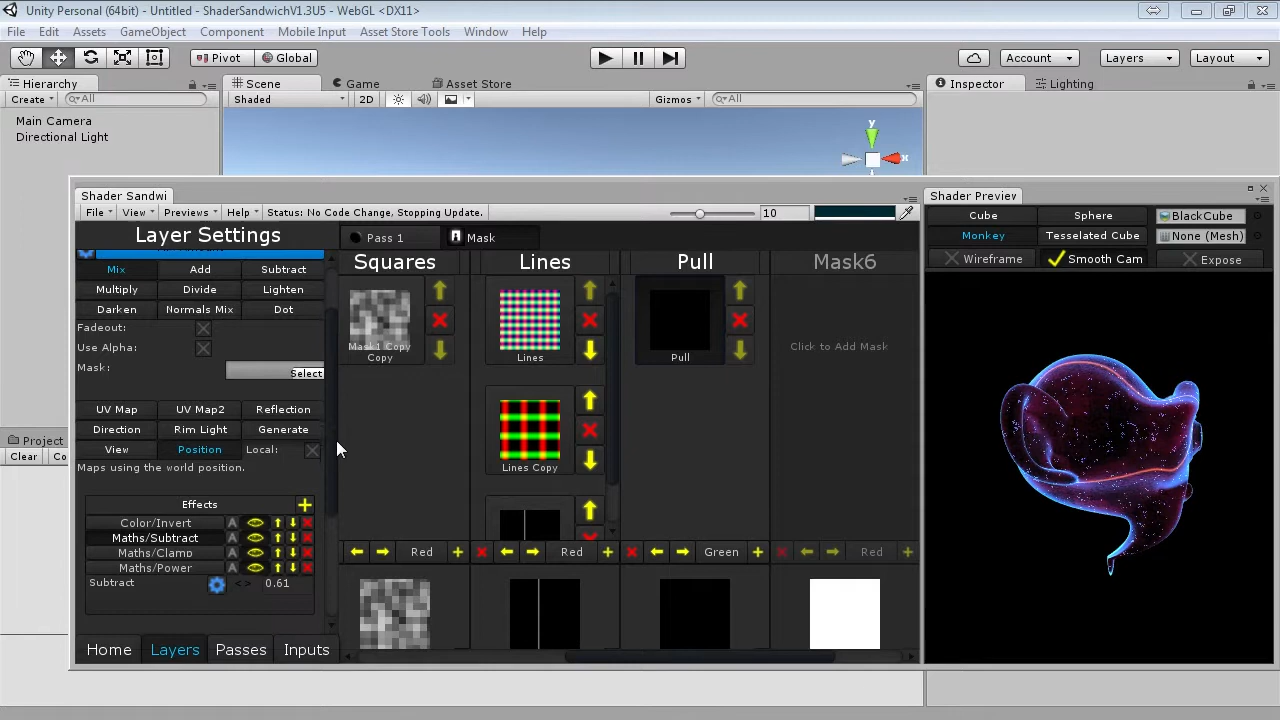 Unity Personal (64bit) - Untitled - ShaderSandwichV1.3U5 - WebGL <DX11>
File Edit Assets GameObject Component Mobile Input Asset Store Tools Window Help
Pivot Global Account Layers Layout
Hierarchy Scene Game Asset Store Inspector Lighting
Create All Shaded 2D Gizmos All
Main Camera
Directional Light
y
x
Shader Sandwi Shader Preview
File View Previews Help Status: No Code Change, Stopping Update. 10 Cube Sphere BlackCube
Layer Settings Pass 1 Mask Monkey Tesselated Cube None (Mesh)
Wireframe Smooth Cam Expose
Squares Lines Pull Mask6
Mix Add Subtract
Multiply Divide Lighten
Darken Normals Mix Dot
Fadeout:
Use Alpha:
Mask1 Copy
Copy Lines Pull
Click to Add Mask
Mask: Select
UV Map UV Map2 Reflection
Direction Rim Light Generate
View Position Local:
Maps using the world position.
Lines Copy
Project
Clear Co
Effects
Color/Invert A
Maths/Subtract A
Maths/Clamp A
Maths/Power A
Subtract <> 0.61
Red Red Green Red
Home Layers Passes Inputs